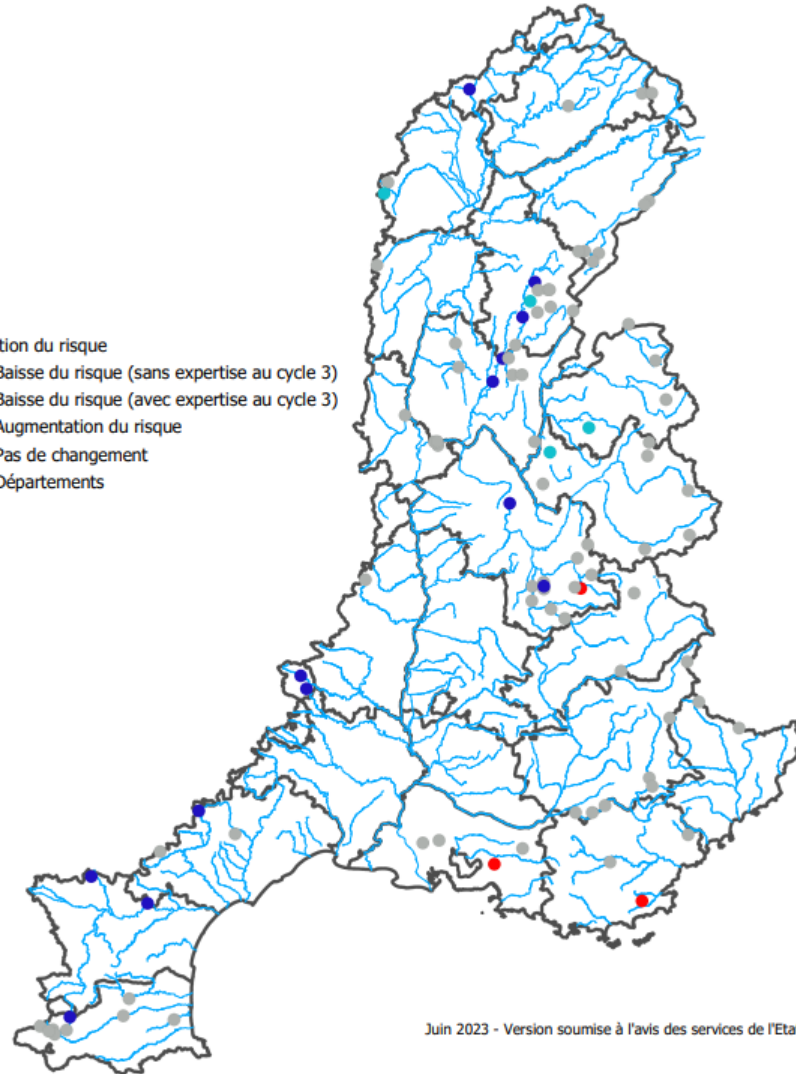 tion du risque
Baisse du risque (sans expertise au cycle 3)
Baisse du risque (avec expertise au cycle 3)
Augmentation du risque
Pas de changement
Départements
Juin 2023 - Version soumise à l'avis des services de l'Eta